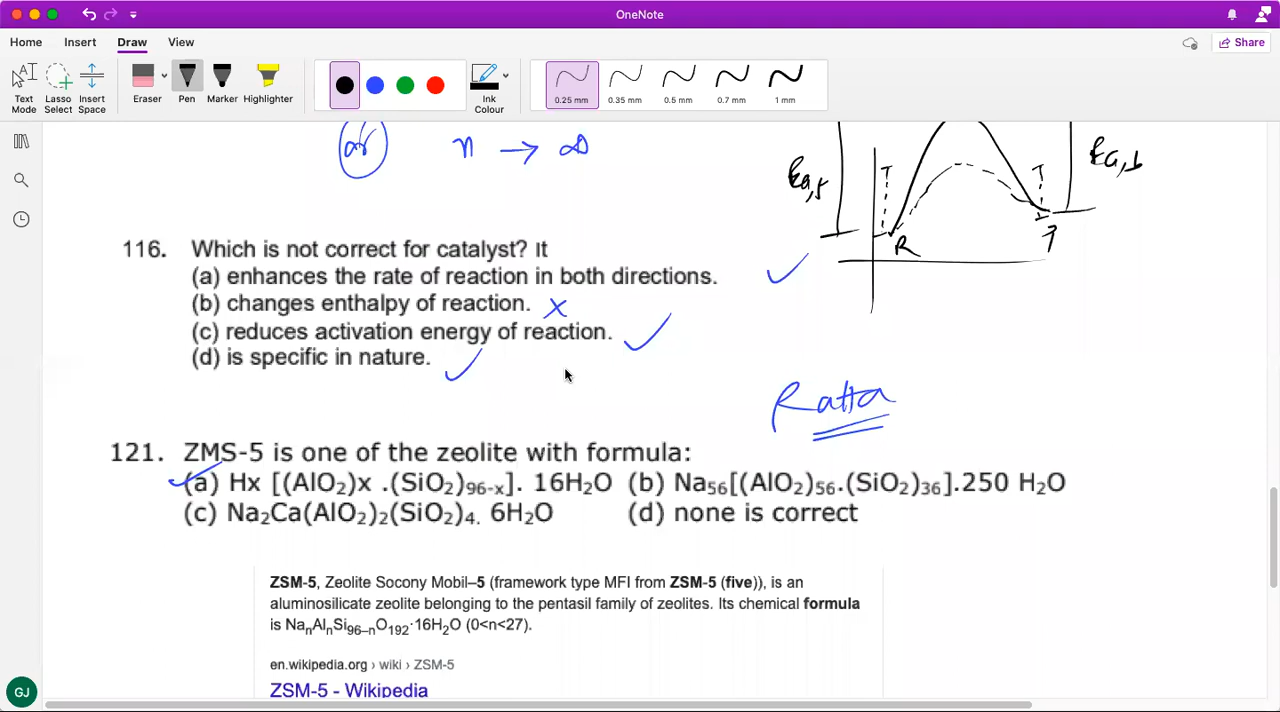 OneNote
Home Insert Draw View Share
Text Mode Lasso Select Insert Space Eraser Pen Marker Highlighter Ink Colour 0.25 mm 0.35 mm 0.5 mm 0.7 mm 1 mm
or n → ∞
Ea,f Ea,b
R P
116. Which is not correct for catalyst? It
(a) enhances the rate of reaction in both directions.
(b) changes enthalpy of reaction. x
(c) reduces activation energy of reaction.
(d) is specific in nature.
Ratta
121. ZMS-5 is one of the zeolite with formula:
(a) Hx [(AlO₂)x .(SiO₂)₉₆₋ₓ]. 16H₂O (b) Na₅₆[(AlO₂)₅₆.(SiO₂)₃₆].250 H₂O
(c) Na₂Ca(AlO₂)₂(SiO₂)₄. 6H₂O (d) none is correct
ZSM-5, Zeolite Socony Mobil–5 (framework type MFI from ZSM-5 (five)), is an
aluminosilicate zeolite belonging to the pentasil family of zeolites. Its chemical formula
is NaₙAlₙSi₉₆₋ₙO₁₉₂·16H₂O (0<n<27).
en.wikipedia.org › wiki › ZSM-5
ZSM-5 - Wikipedia
GJ